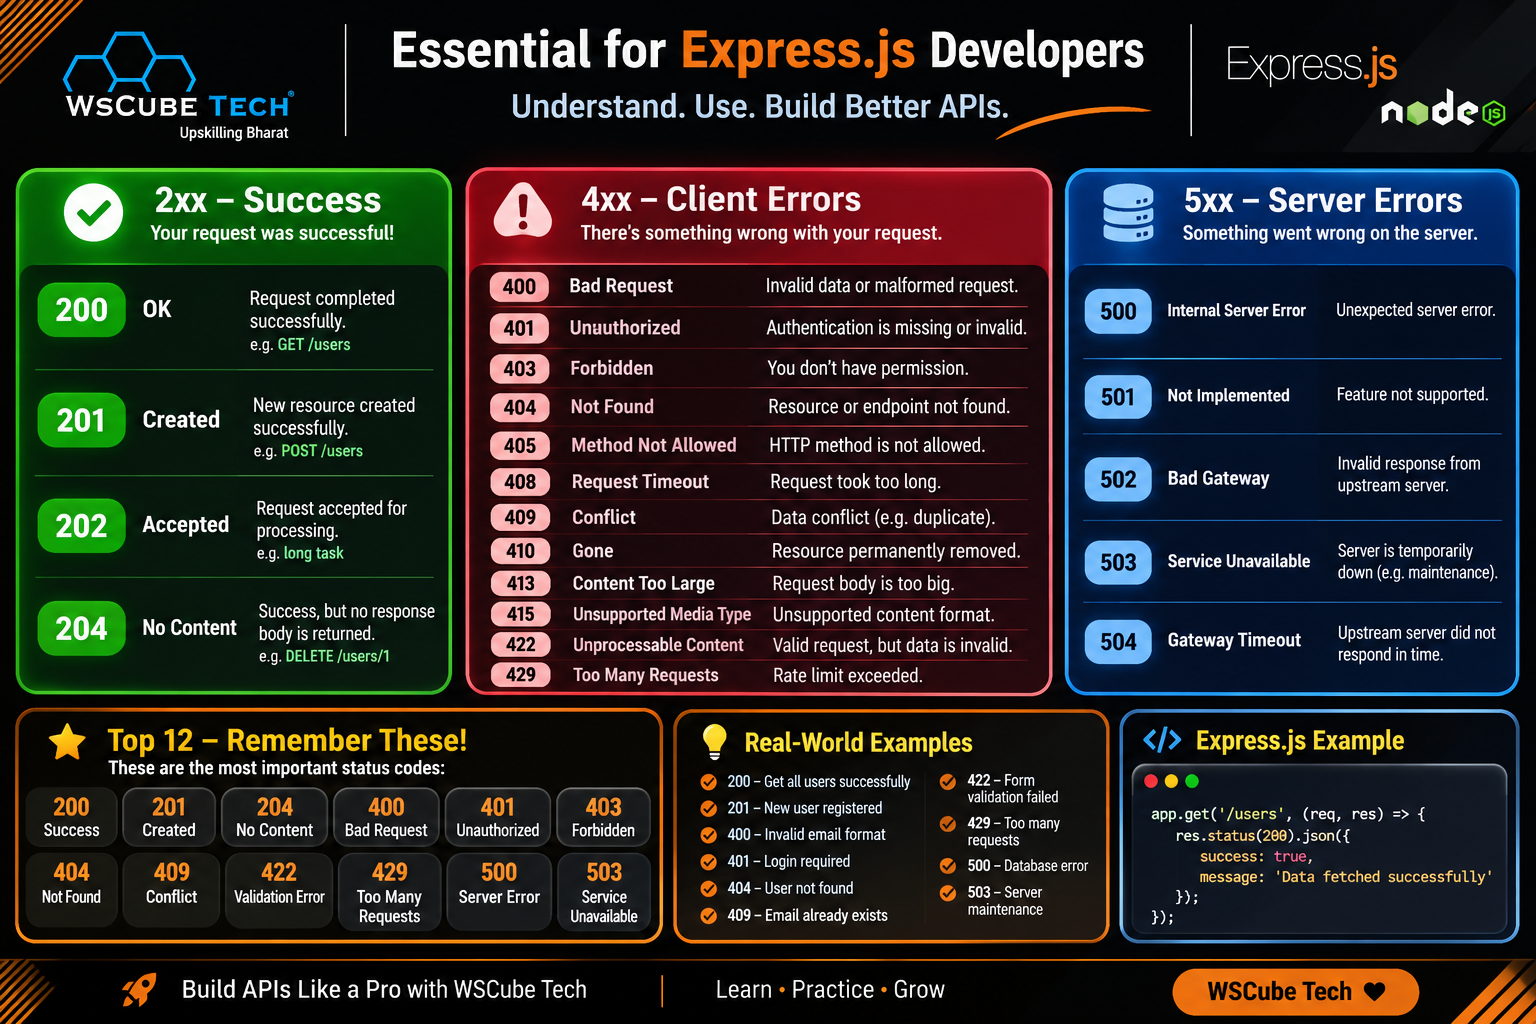 WSCUBE TECH®
Upskilling Bharat
Essential for Express.js Developers
Understand. Use. Build Better APIs.
Express.js
node JS
2xx – Success
Your request was successful!
200 OK Request completed
successfully.
e.g. GET /users
201 Created New resource created
successfully.
e.g. POST /users
202 Accepted Request accepted for
processing.
e.g. long task
204 No Content Success, but no response
body is returned.
e.g. DELETE /users/1
4xx – Client Errors
There's something wrong with your request.
400 Bad Request Invalid data or malformed request.
401 Unauthorized Authentication is missing or invalid.
403 Forbidden You don't have permission.
404 Not Found Resource or endpoint not found.
405 Method Not Allowed HTTP method is not allowed.
408 Request Timeout Request took too long.
409 Conflict Data conflict (e.g. duplicate).
410 Gone Resource permanently removed.
413 Content Too Large Request body is too big.
415 Unsupported Media Type Unsupported content format.
422 Unprocessable Content Valid request, but data is invalid.
429 Too Many Requests Rate limit exceeded.
5xx – Server Errors
Something went wrong on the server.
500 Internal Server Error Unexpected server error.
501 Not Implemented Feature not supported.
502 Bad Gateway Invalid response from
upstream server.
503 Service Unavailable Server is temporarily
down (e.g. maintenance).
504 Gateway Timeout Upstream server did not
respond in time.
Top 12 – Remember These!
These are the most important status codes:
200
Success
201
Created
204
No Content
400
Bad Request
401
Unauthorized
403
Forbidden
404
Not Found
409
Conflict
422
Validation Error
429
Too Many
Requests
500
Server Error
503
Service
Unavailable
Real-World Examples
200 – Get all users successfully
201 – New user registered
400 – Invalid email format
401 – Login required
404 – User not found
409 – Email already exists
422 – Form
validation failed
429 – Too many
requests
500 – Database error
503 – Server
maintenance
</> Express.js Example
app.get('/users', (req, res) => {
res.status(200).json({
success: true,
message: 'Data fetched successfully'
});
});
Build APIs Like a Pro with WSCube Tech
Learn • Practice • Grow
WSCube Tech